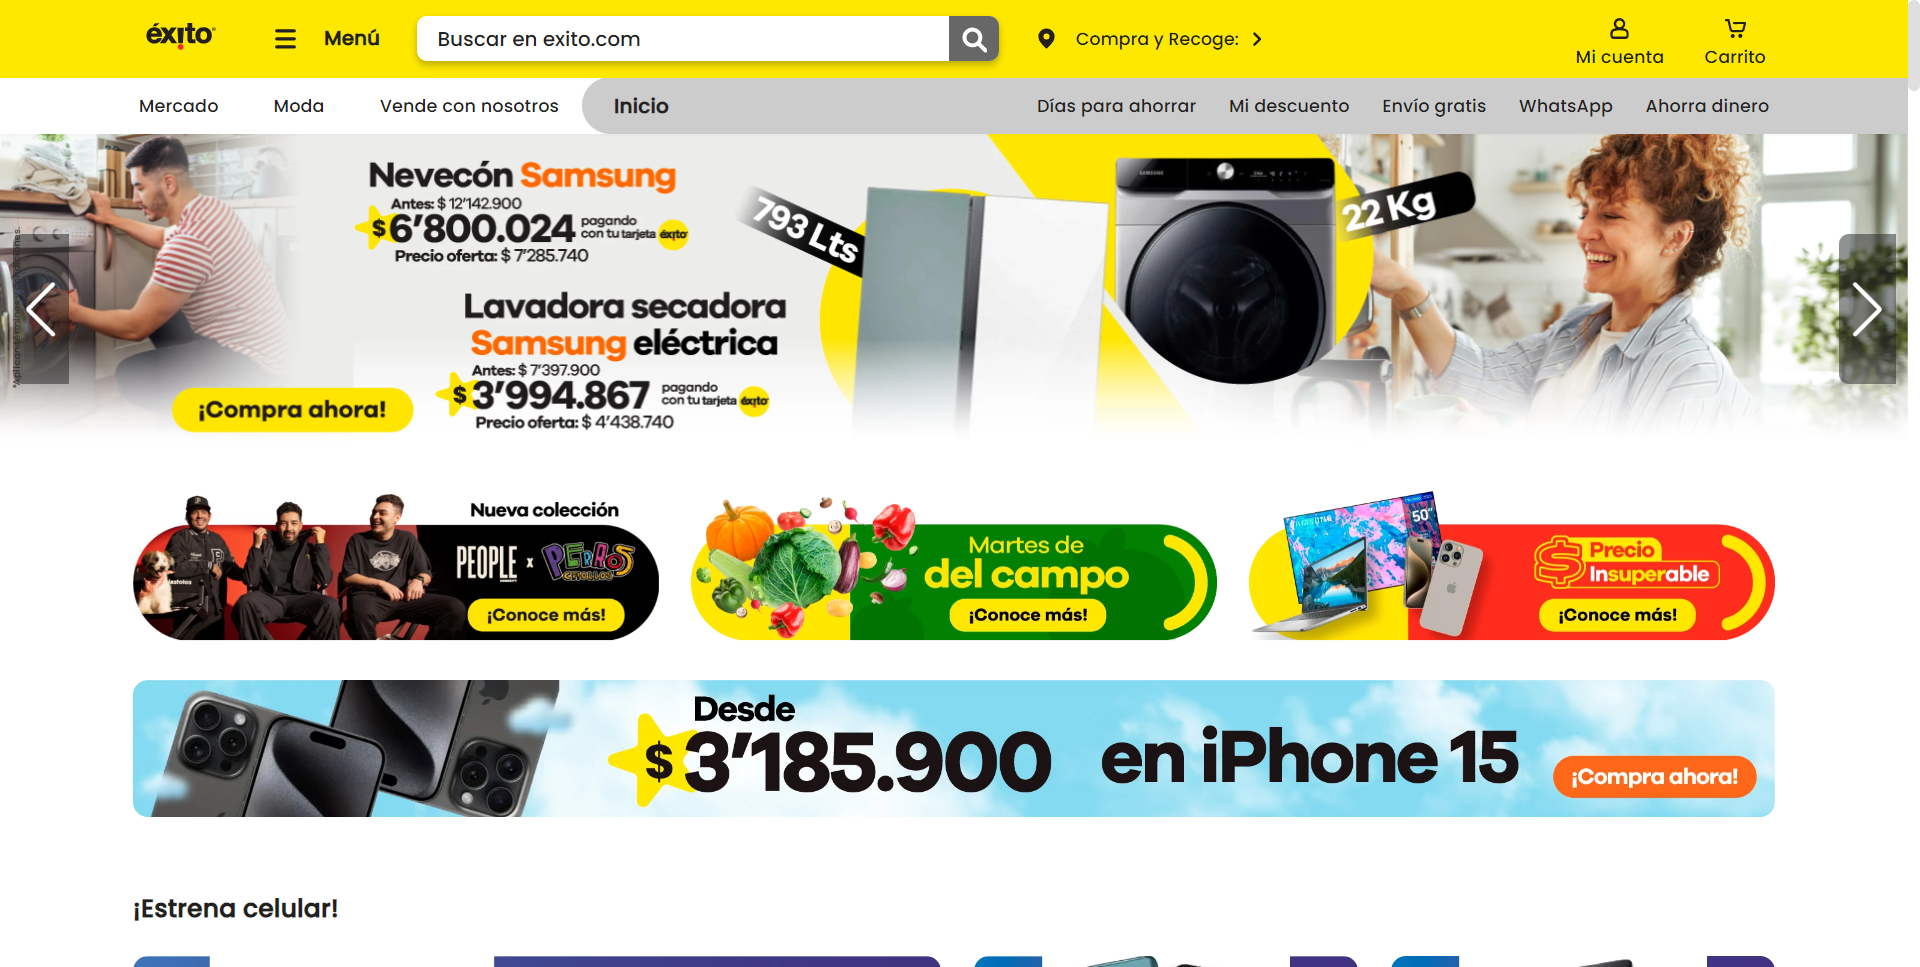 éxito
Menú
Buscar en exito.com
Compra y Recoge:
Mi cuenta
Carrito
Mercado
Moda
Vende con nosotros
Inicio
Días para ahorrar
Mi descuento
Envío gratis
WhatsApp
Ahorra dinero
Nevecón Samsung
Antes: $ 12'142.900
$ 6'800.024 pagando
con tu tarjeta éxito
Precio oferta: $ 7'285.740
Lavadora secadora
Samsung eléctrica
Antes: $ 7'397.900
$ 3'994.867 pagando
con tu tarjeta éxito
Precio oferta: $ 4'438.740
¡Compra ahora!
793 Lts
SAMSUNG
22 Kg
Nueva colección
PEOPLE x PERROS
CRIOLLOS
¡Conoce más!
Martes de
del campo
¡Conoce más!
SAMSUNG
50"
$ Precio
Insuperable
¡Conoce más!
Desde
$ 3'185.900 en iPhone 15
¡Compra ahora!
¡Estrena celular!